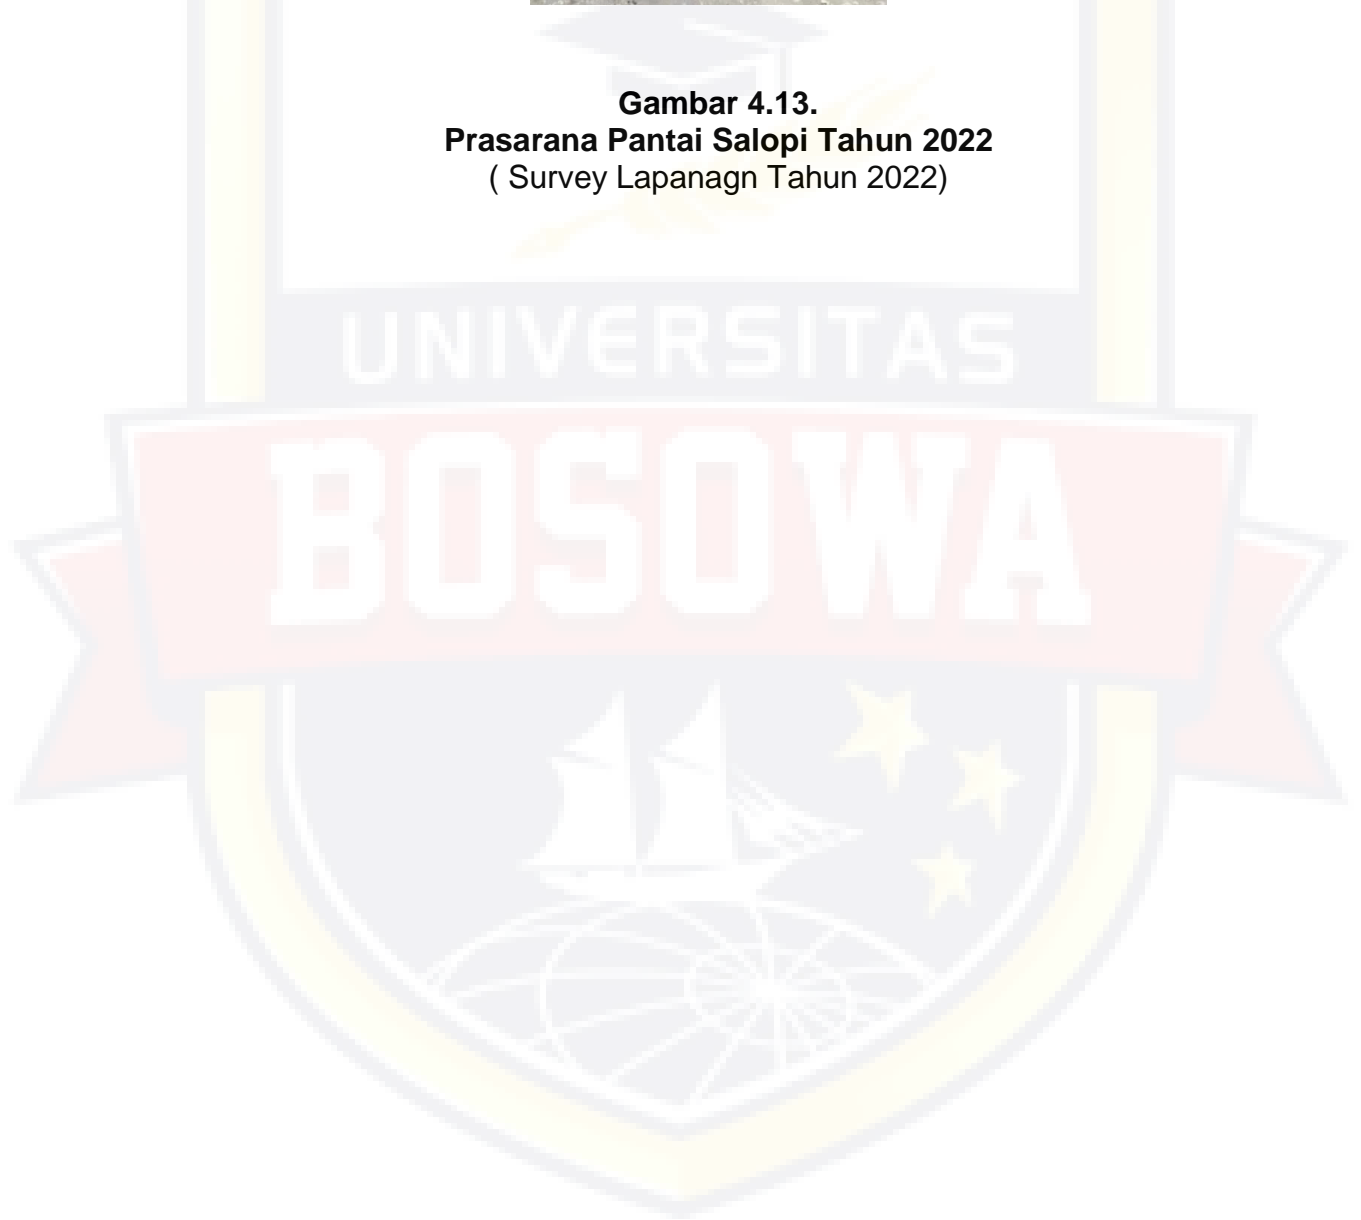 Gambar 4.13.
Prasarana Pantai Salopi Tahun 2022
( Survey Lapanagn Tahun 2022)
UNIVERSITAS
BOSOWA